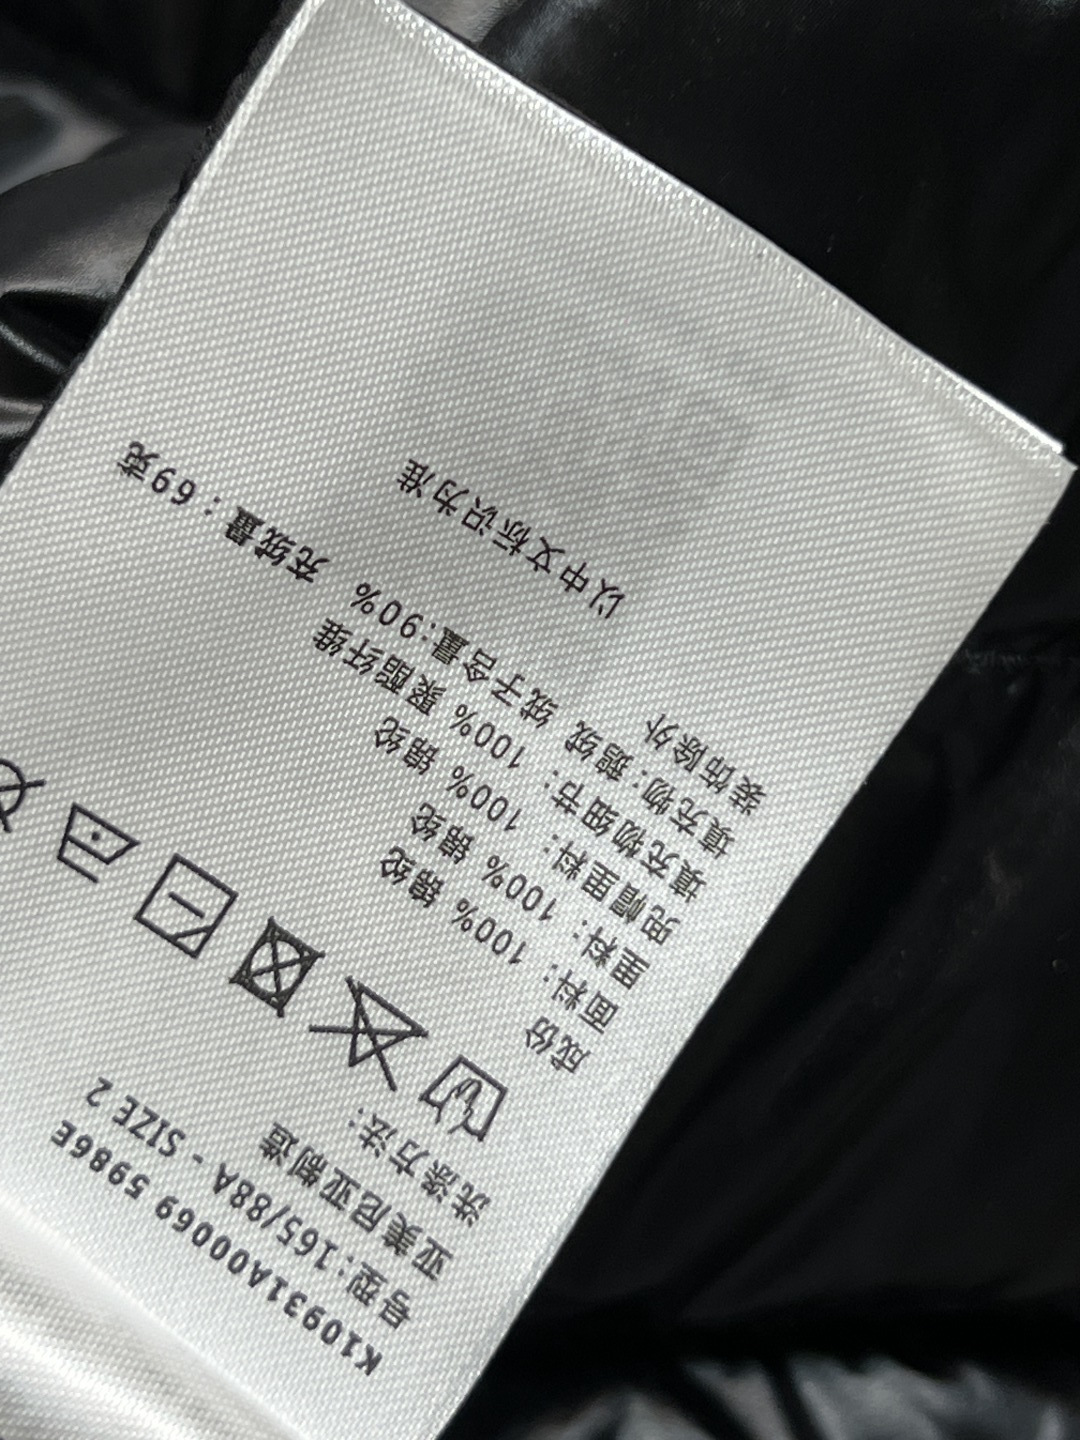 K10931A00069 5986E
号型:165/88A - SIZE 2
亚美尼亚制造
洗涤方法:
成份
面料: 100% 锦纶
里料: 100% 锦纶
兜帽里料: 100% 锦纶
填充物细节: 100% 聚酯纤维
填充物: 鹅绒 绒子含量:90% 充绒量:69克
装饰除外
以中文标识为准